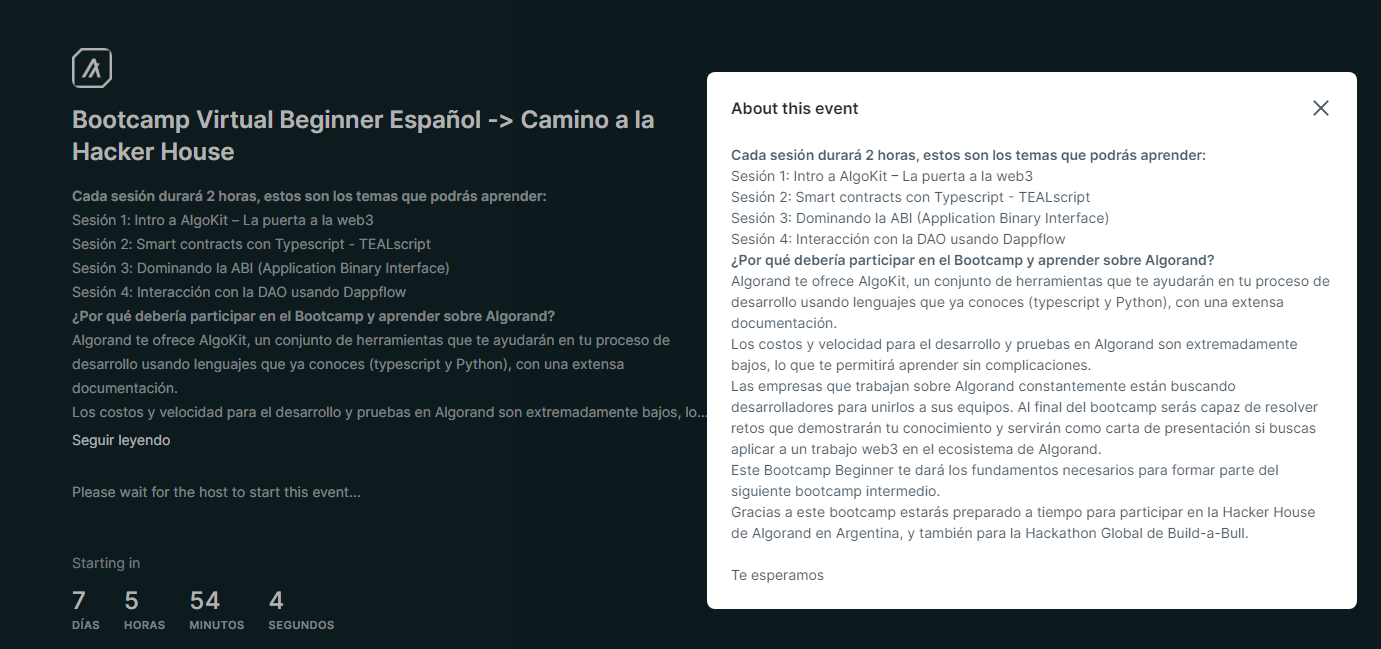 Bootcamp Virtual Beginner Español -> Camino a la
Hacker House
Cada sesión durará 2 horas, estos son los temas que podrás aprender:
Sesión 1: Intro a AlgoKit – La puerta a la web3
Sesión 2: Smart contracts con Typescript - TEALscript
Sesión 3: Dominando la ABI (Application Binary Interface)
Sesión 4: Interacción con la DAO usando Dappflow
¿Por qué debería participar en el Bootcamp y aprender sobre Algorand?
Algorand te ofrece AlgoKit, un conjunto de herramientas que te ayudarán en tu proceso de
desarrollo usando lenguajes que ya conoces (typescript y Python), con una extensa
documentación.
Los costos y velocidad para el desarrollo y pruebas en Algorand son extremadamente bajos, lo...
Seguir leyendo
Please wait for the host to start this event...
Starting in
7 5 54 4
DÍAS HORAS MINUTOS SEGUNDOS
About this event
Cada sesión durará 2 horas, estos son los temas que podrás aprender:
Sesión 1: Intro a AlgoKit – La puerta a la web3
Sesión 2: Smart contracts con Typescript - TEALscript
Sesión 3: Dominando la ABI (Application Binary Interface)
Sesión 4: Interacción con la DAO usando Dappflow
¿Por qué debería participar en el Bootcamp y aprender sobre Algorand?
Algorand te ofrece AlgoKit, un conjunto de herramientas que te ayudarán en tu proceso de
desarrollo usando lenguajes que ya conoces (typescript y Python), con una extensa
documentación.
Los costos y velocidad para el desarrollo y pruebas en Algorand son extremadamente
bajos, lo que te permitirá aprender sin complicaciones.
Las empresas que trabajan sobre Algorand constantemente están buscando
desarrolladores para unirlos a sus equipos. Al final del bootcamp serás capaz de resolver
retos que demostrarán tu conocimiento y servirán como carta de presentación si buscas
aplicar a un trabajo web3 en el ecosistema de Algorand.
Este Bootcamp Beginner te dará los fundamentos necesarios para formar parte del
siguiente bootcamp intermedio.
Gracias a este bootcamp estarás preparado a tiempo para participar en la Hacker House
de Algorand en Argentina, y también para la Hackathon Global de Build-a-Bull.
Te esperamos